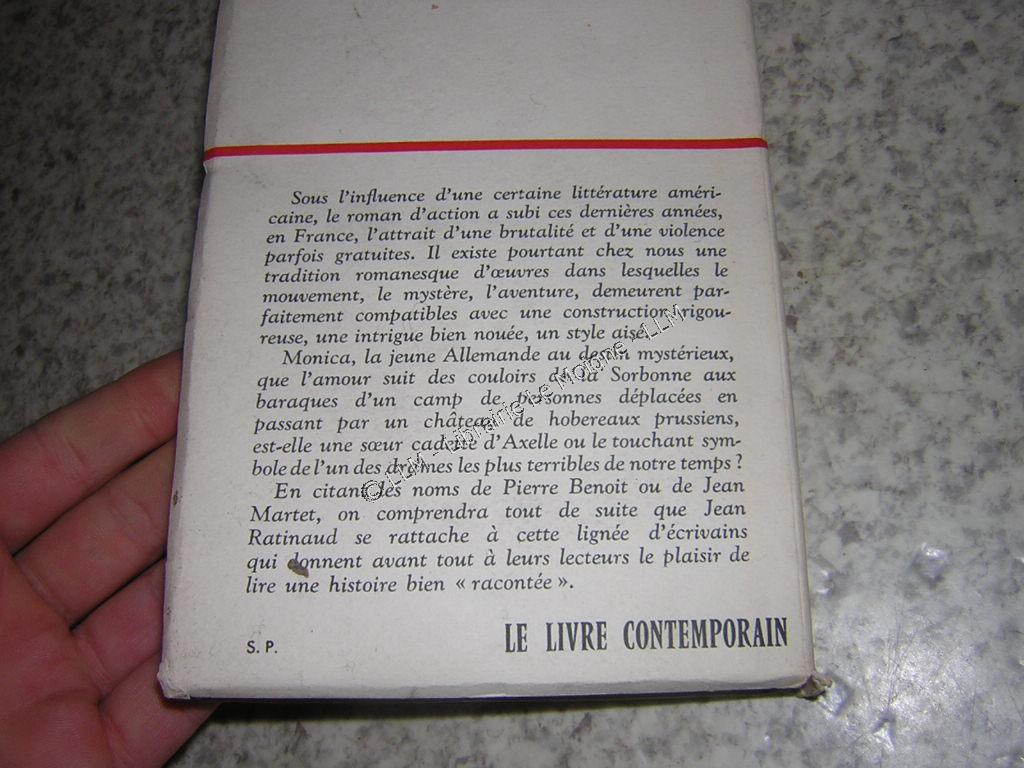 Sous l'influence d'une certaine littérature améri-
caine, le roman d'action a subi ces dernières années,
en France, l'attrait d'une brutalité et d'une violence
parfois gratuites. Il existe pourtant chez nous une
tradition romanesque d'œuvres dans lesquelles le
mouvement, le mystère, l'aventure, demeurent par-
faitement compatibles avec une construction rigou-
reuse, une intrigue bien nouée, un style aisé.
Monica, la jeune Allemande au destin mystérieux,
que l'amour suit des couloirs de la Sorbonne aux
baraques d'un camp de personnes déplacées en
passant par un château de hobereaux prussiens,
est-elle une sœur cadette d'Axelle ou le touchant sym-
bole de l'un des drames les plus terribles de notre temps ?
En citant les noms de Pierre Benoit ou de Jean
Martet, on comprendra tout de suite que Jean
Ratinaud se rattache à cette lignée d'écrivains
qui donnent avant tout à leurs lecteurs le plaisir de
lire une histoire bien « racontée ».
S. P.
LE LIVRE CONTEMPORAIN
© LLM - Librairie Le Moione - LLM